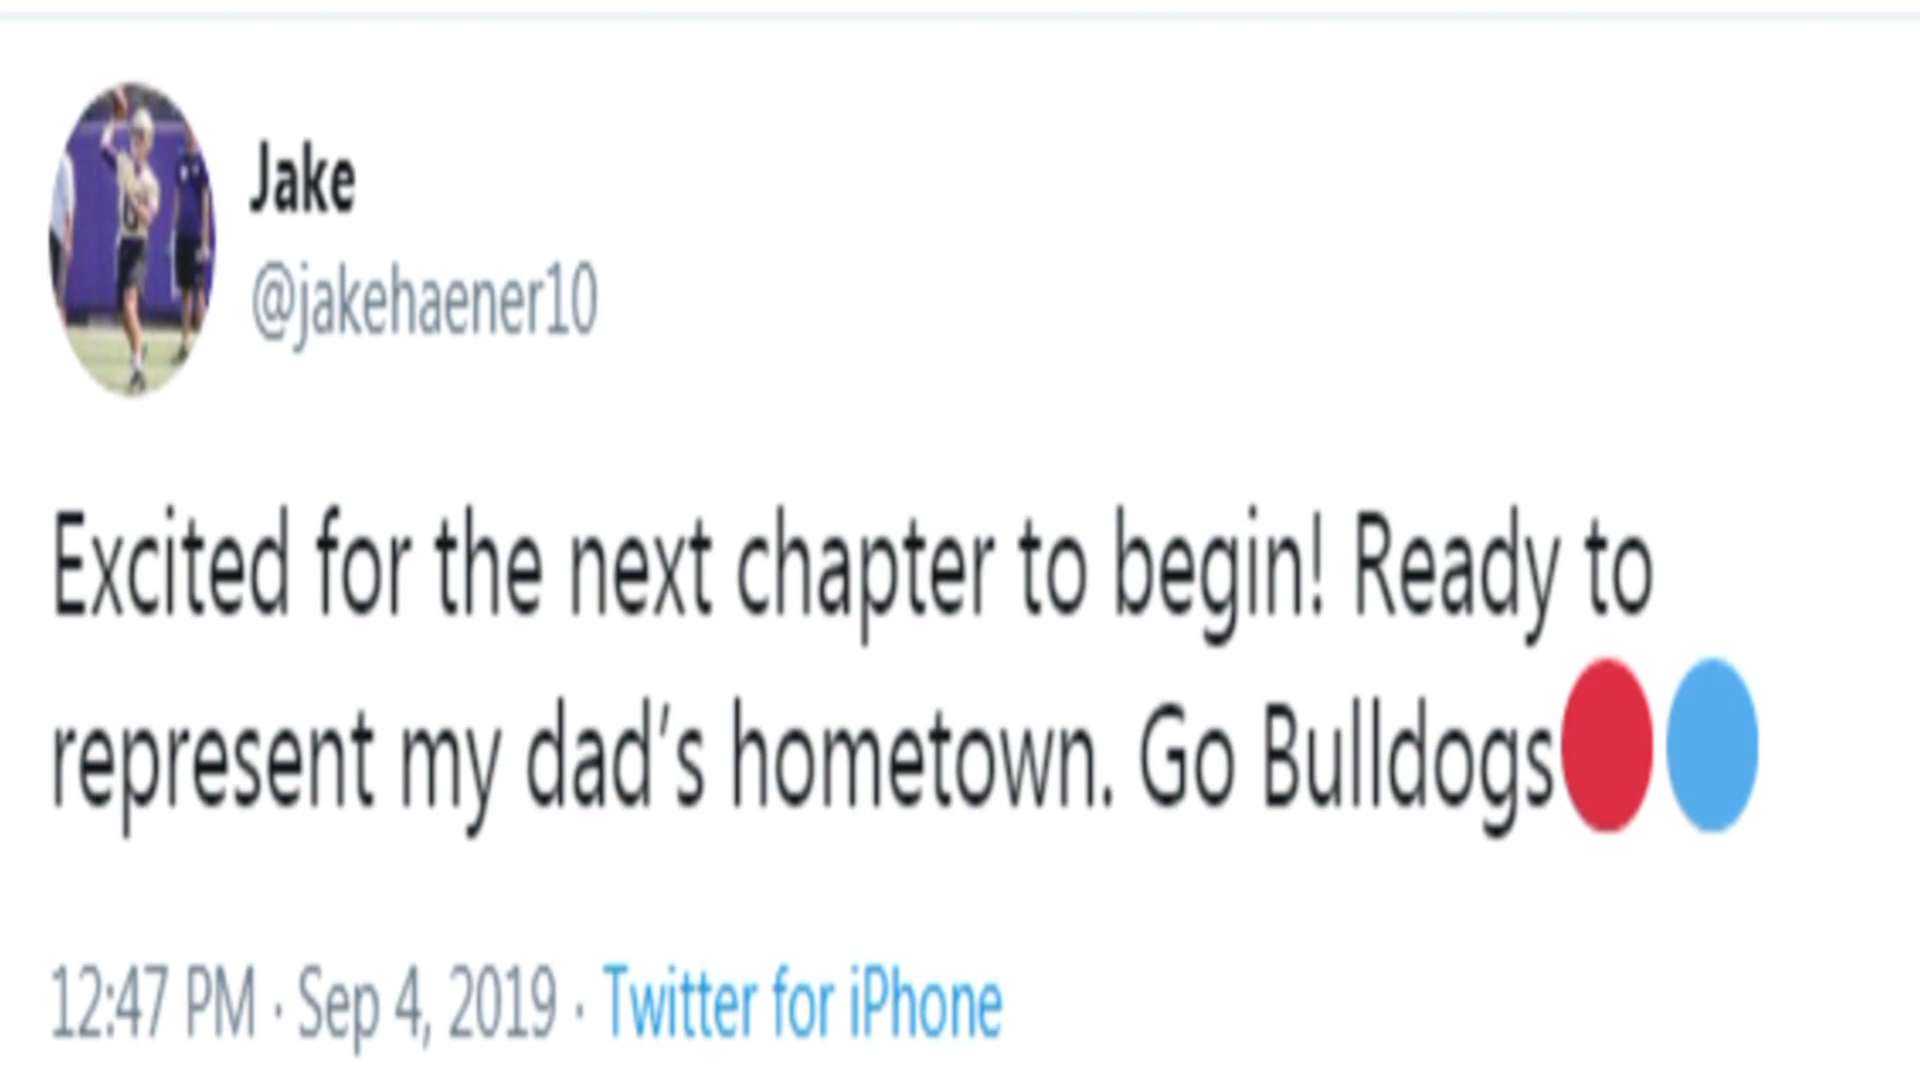 Jake
@jakehaener10
Excited for the next chapter to begin! Ready to
represent my dad's hometown. Go Bulldogs🔴🔵
12:47 PM · Sep 4, 2019 · Twitter for iPhone